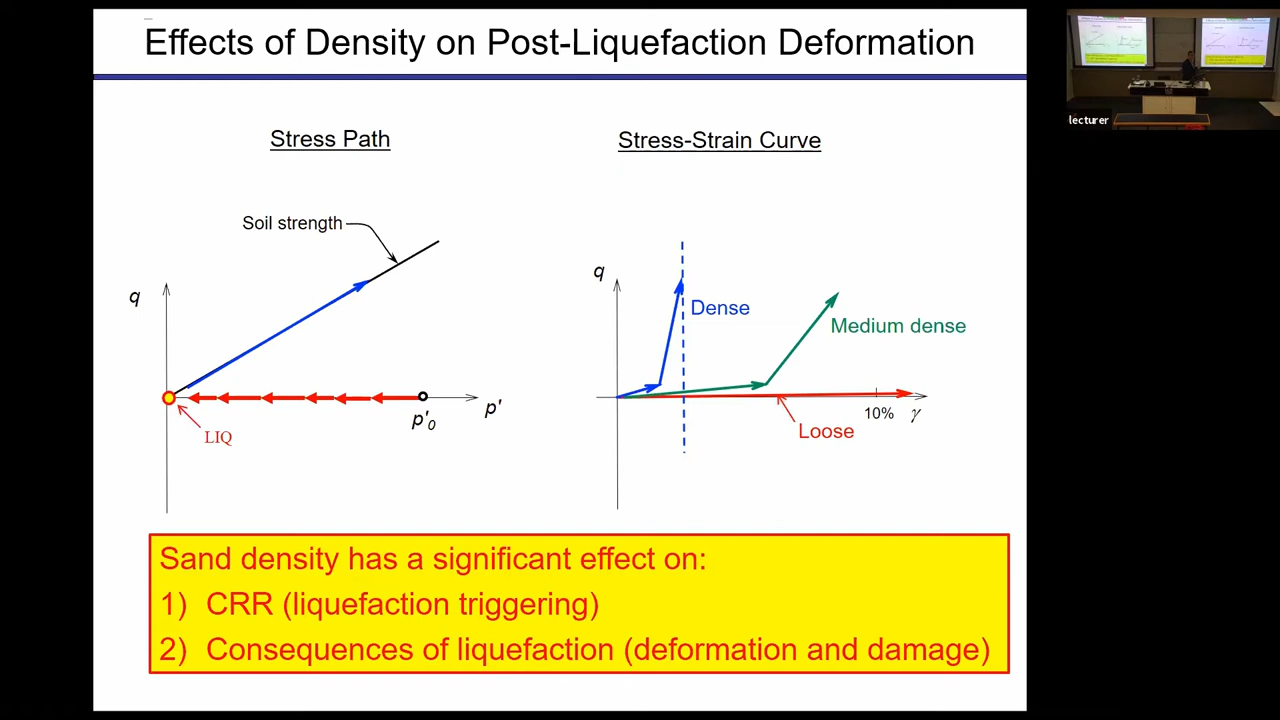 Effects of Density on Post-Liquefaction Deformation
Stress Path
Stress-Strain Curve
Soil strength
q
p'
p'0
LIQ
q
Dense
Medium dense
10%
γ
Loose
Sand density has a significant effect on:
1) CRR (liquefaction triggering)
2) Consequences of liquefaction (deformation and damage)
lecturer